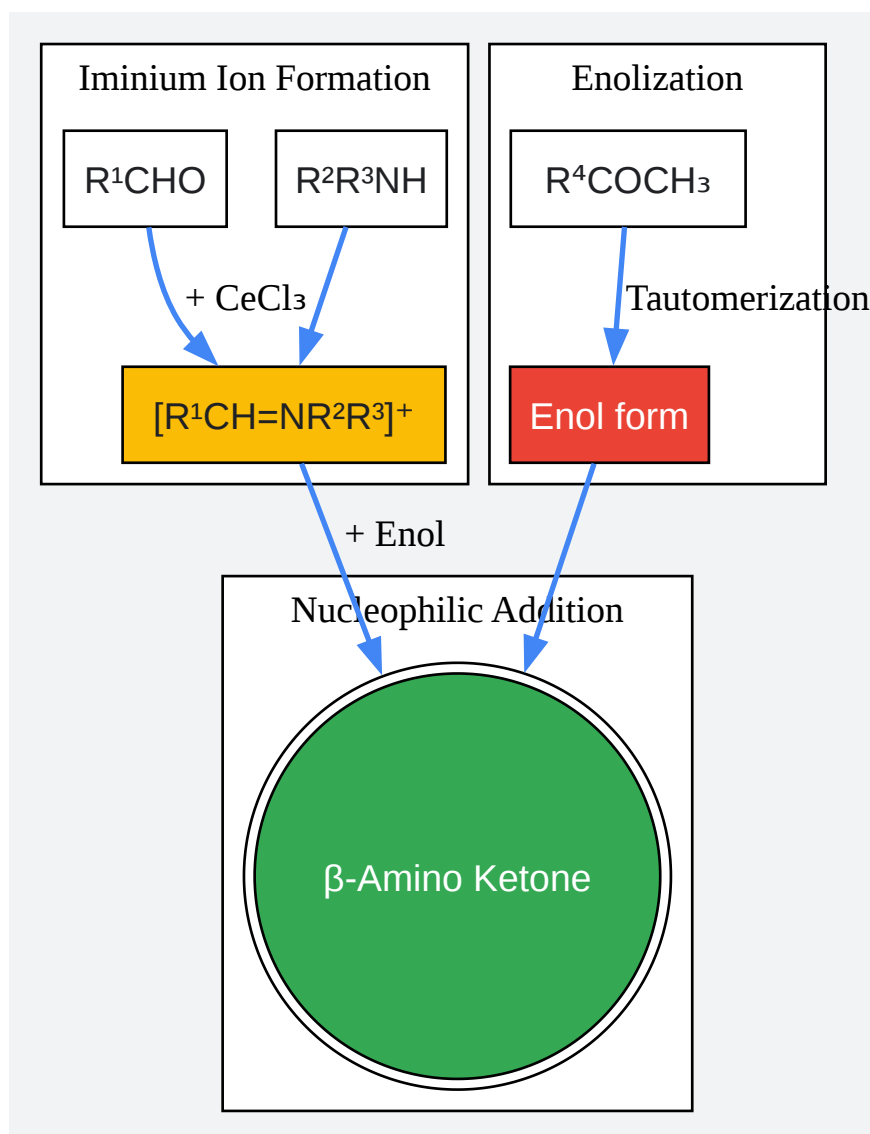 Iminium Ion Formation
Enolization
R¹CHO
R²R³NH
R⁴COCH₃
+ CeCl₃
Tautomerization
[R¹CH=NR²R³]⁺
Enol form
+ Enol
Nucleophilic Addition
β-Amino Ketone